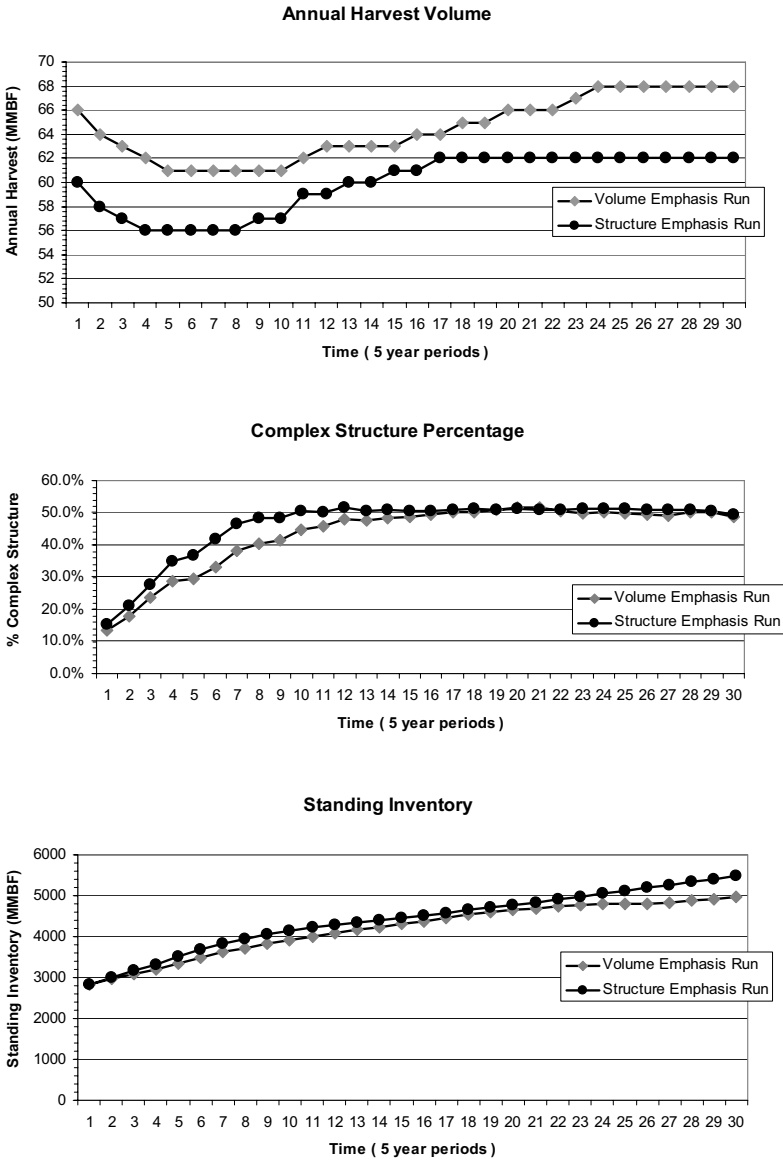 Annual Harvest Volume
Annual Harvest (MMBF)
70
68
66
64
62
60
58
56
54
52
50
Volume Emphasis Run
Structure Emphasis Run
1 2 3 4 5 6 7 8 9 10 11 12 13 14 15 16 17 18 19 20 21 22 23 24 25 26 27 28 29 30
Time ( 5 year periods )
Complex Structure Percentage
% Complex Structure
60.0%
50.0%
40.0%
30.0%
20.0%
10.0%
0.0%
Volume Emphasis Run
Structure Emphasis Run
1 2 3 4 5 6 7 8 9 10 11 12 13 14 15 16 17 18 19 20 21 22 23 24 25 26 27 28 29 30
Time ( 5 year periods )
Standing Inventory
Standing Inventory (MMBF)
6000
5000
4000
3000
2000
1000
0
Volume Emphasis Run
Structure Emphasis Run
1 2 3 4 5 6 7 8 9 10 11 12 13 14 15 16 17 18 19 20 21 22 23 24 25 26 27 28 29 30
Time ( 5 year periods )